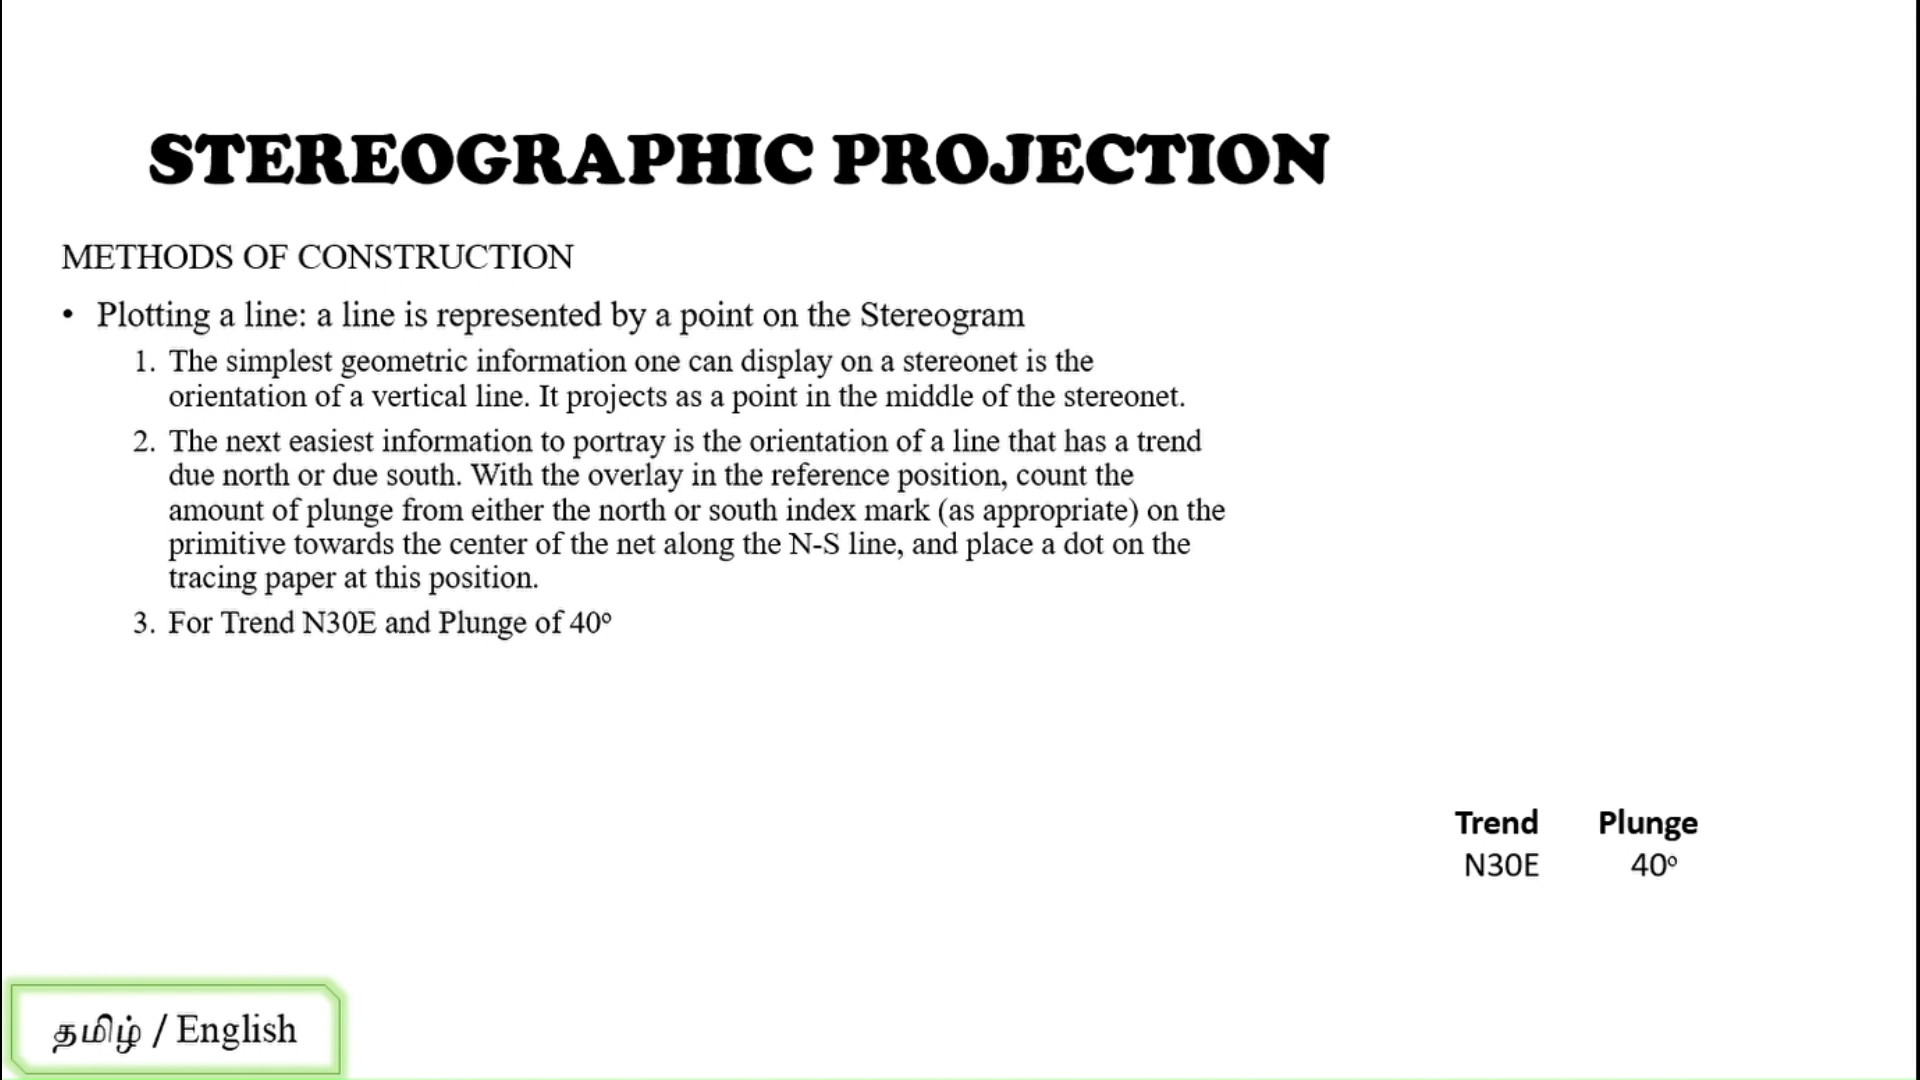 STEREOGRAPHIC PROJECTION
METHODS OF CONSTRUCTION
• Plotting a line: a line is represented by a point on the Stereogram
1. The simplest geometric information one can display on a stereonet is the
orientation of a vertical line. It projects as a point in the middle of the stereonet.
2. The next easiest information to portray is the orientation of a line that has a trend
due north or due south. With the overlay in the reference position, count the
amount of plunge from either the north or south index mark (as appropriate) on the
primitive towards the center of the net along the N-S line, and place a dot on the
tracing paper at this position.
3. For Trend N30E and Plunge of 40º
Trend Plunge
N30E 40º
தமிழ் / English